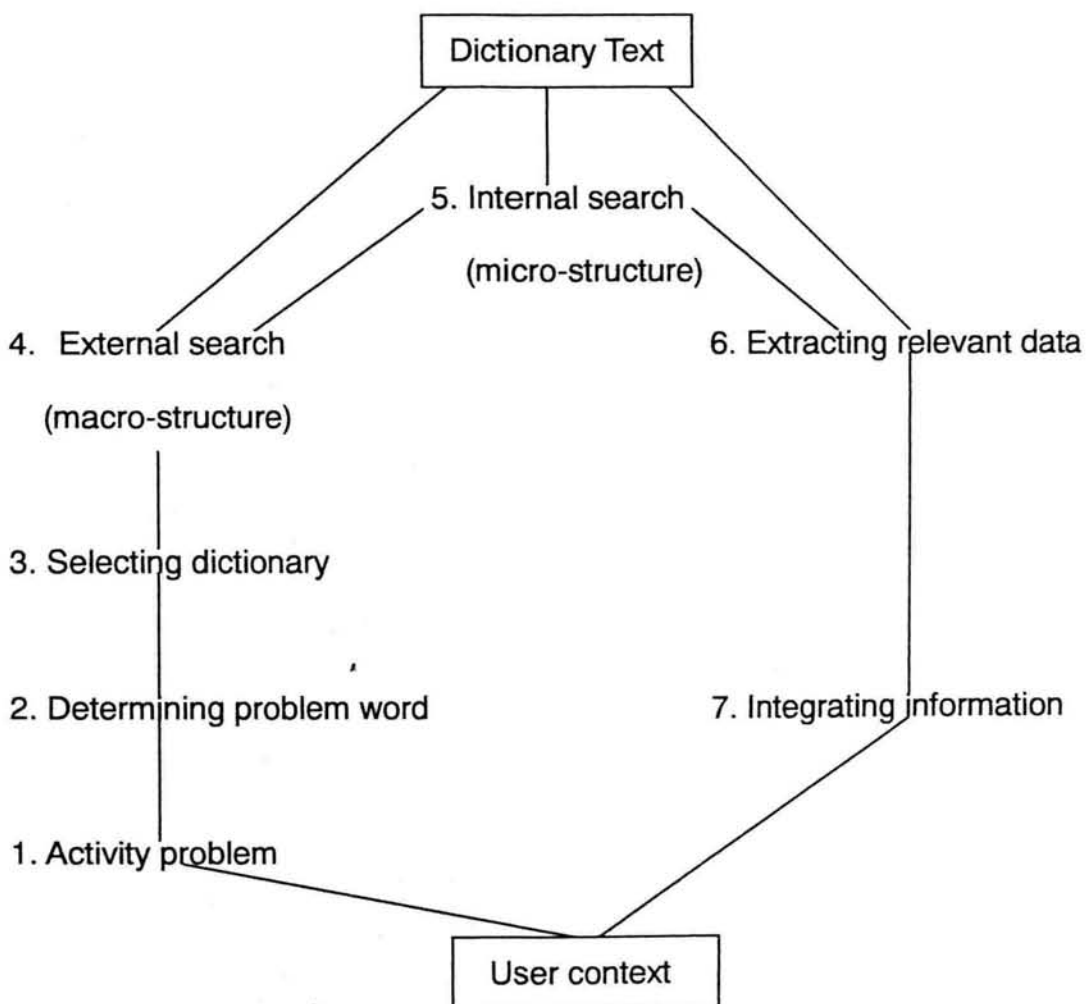 Dictionary Text
5. Internal search
(micro-structure)
4. External search
6. Extracting relevant data
(macro-structure)
3. Selecting dictionary
2. Determining problem word
7. Integrating information
1. Activity problem
User context